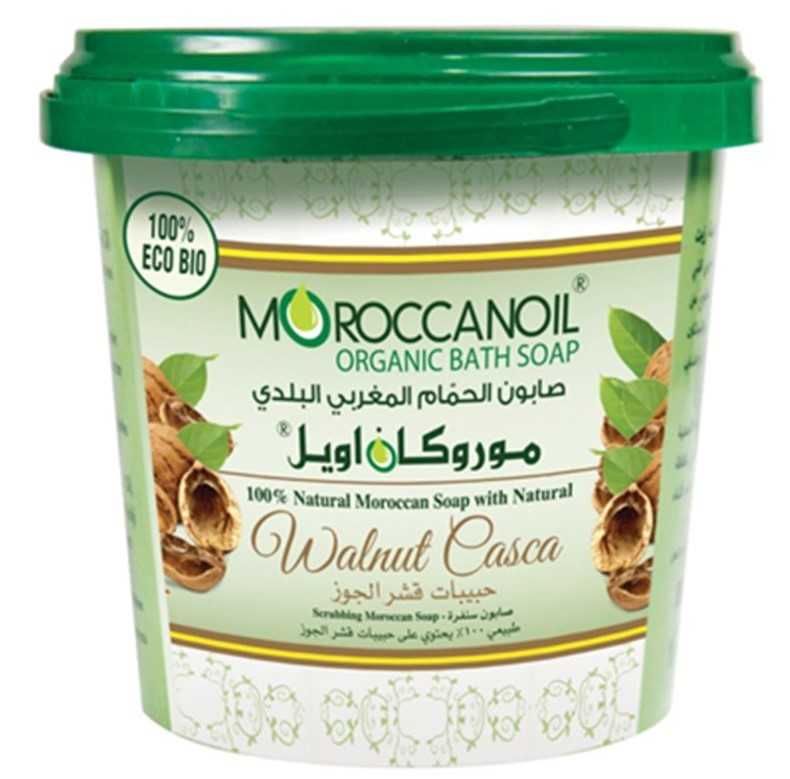 100%
ECO BIO
MOROCCANOIL®
ORGANIC BATH SOAP
صابون الحمّام المغربي البلدي
موروكان اويل®
100% Natural Moroccan Soap with Natural
Walnut Casca
حبيبات قشر الجوز
Scrubbing Moroccan Soap - صابون سنفرة
طبيعي ١٠٠٪ يحتوي على حبيبات قشر الجوز